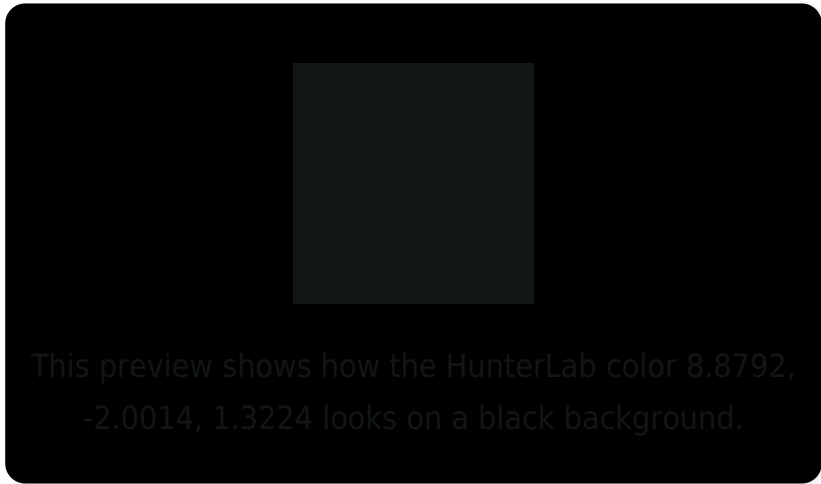 This preview shows how the HunterLab color 8.8792,
-2.0014, 1.3224 looks on a black background.